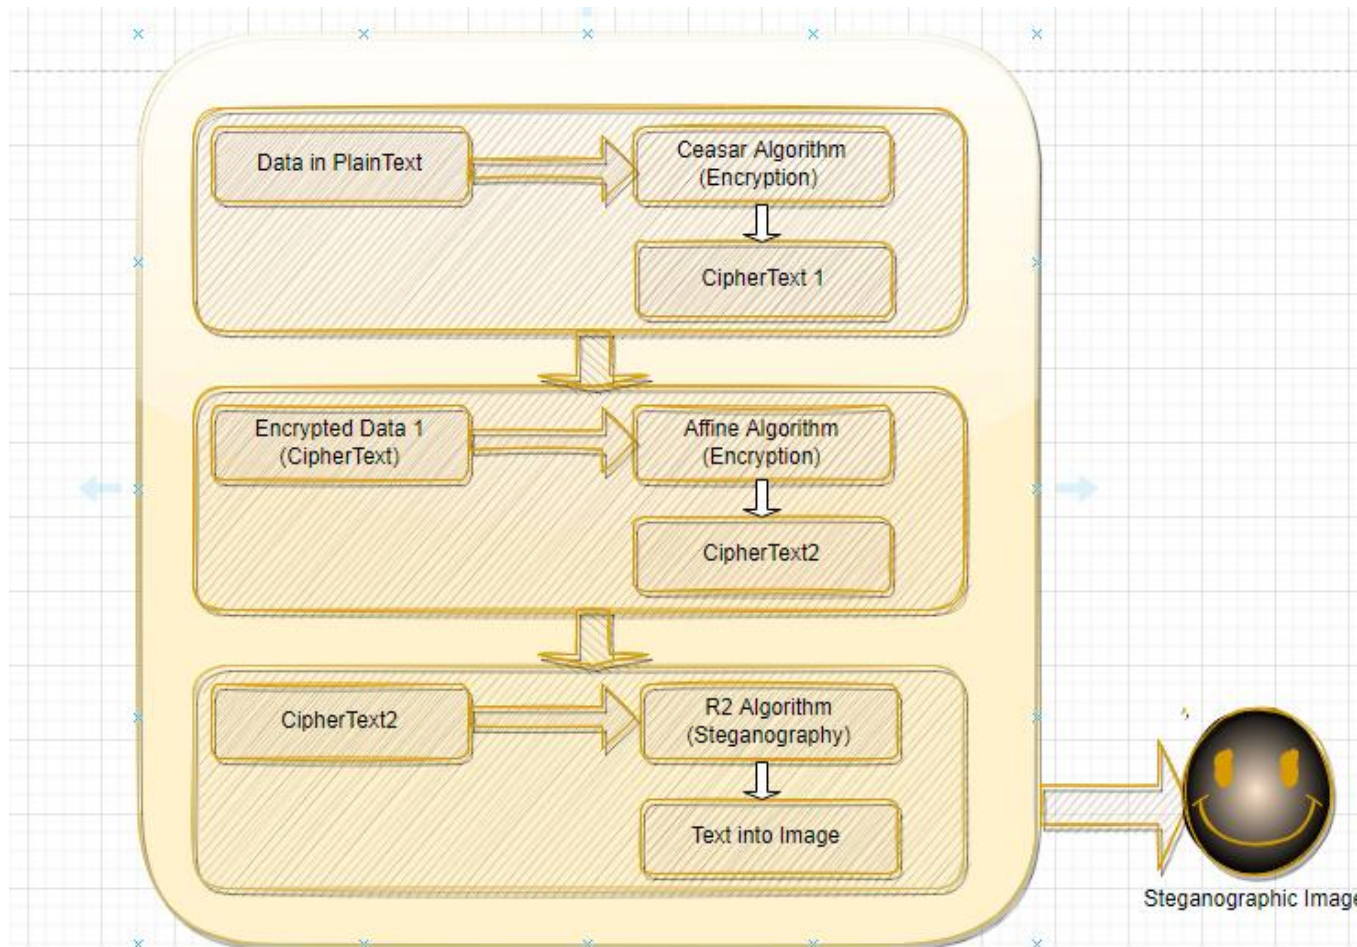 Data in PlainText
Ceasar Algorithm
(Encryption)
CipherText 1
Encrypted Data 1
(CipherText)
Affine Algorithm
(Encryption)
CipherText2
CipherText2
R2 Algorithm
(Steganography)
Text into Image
Steganographic Image